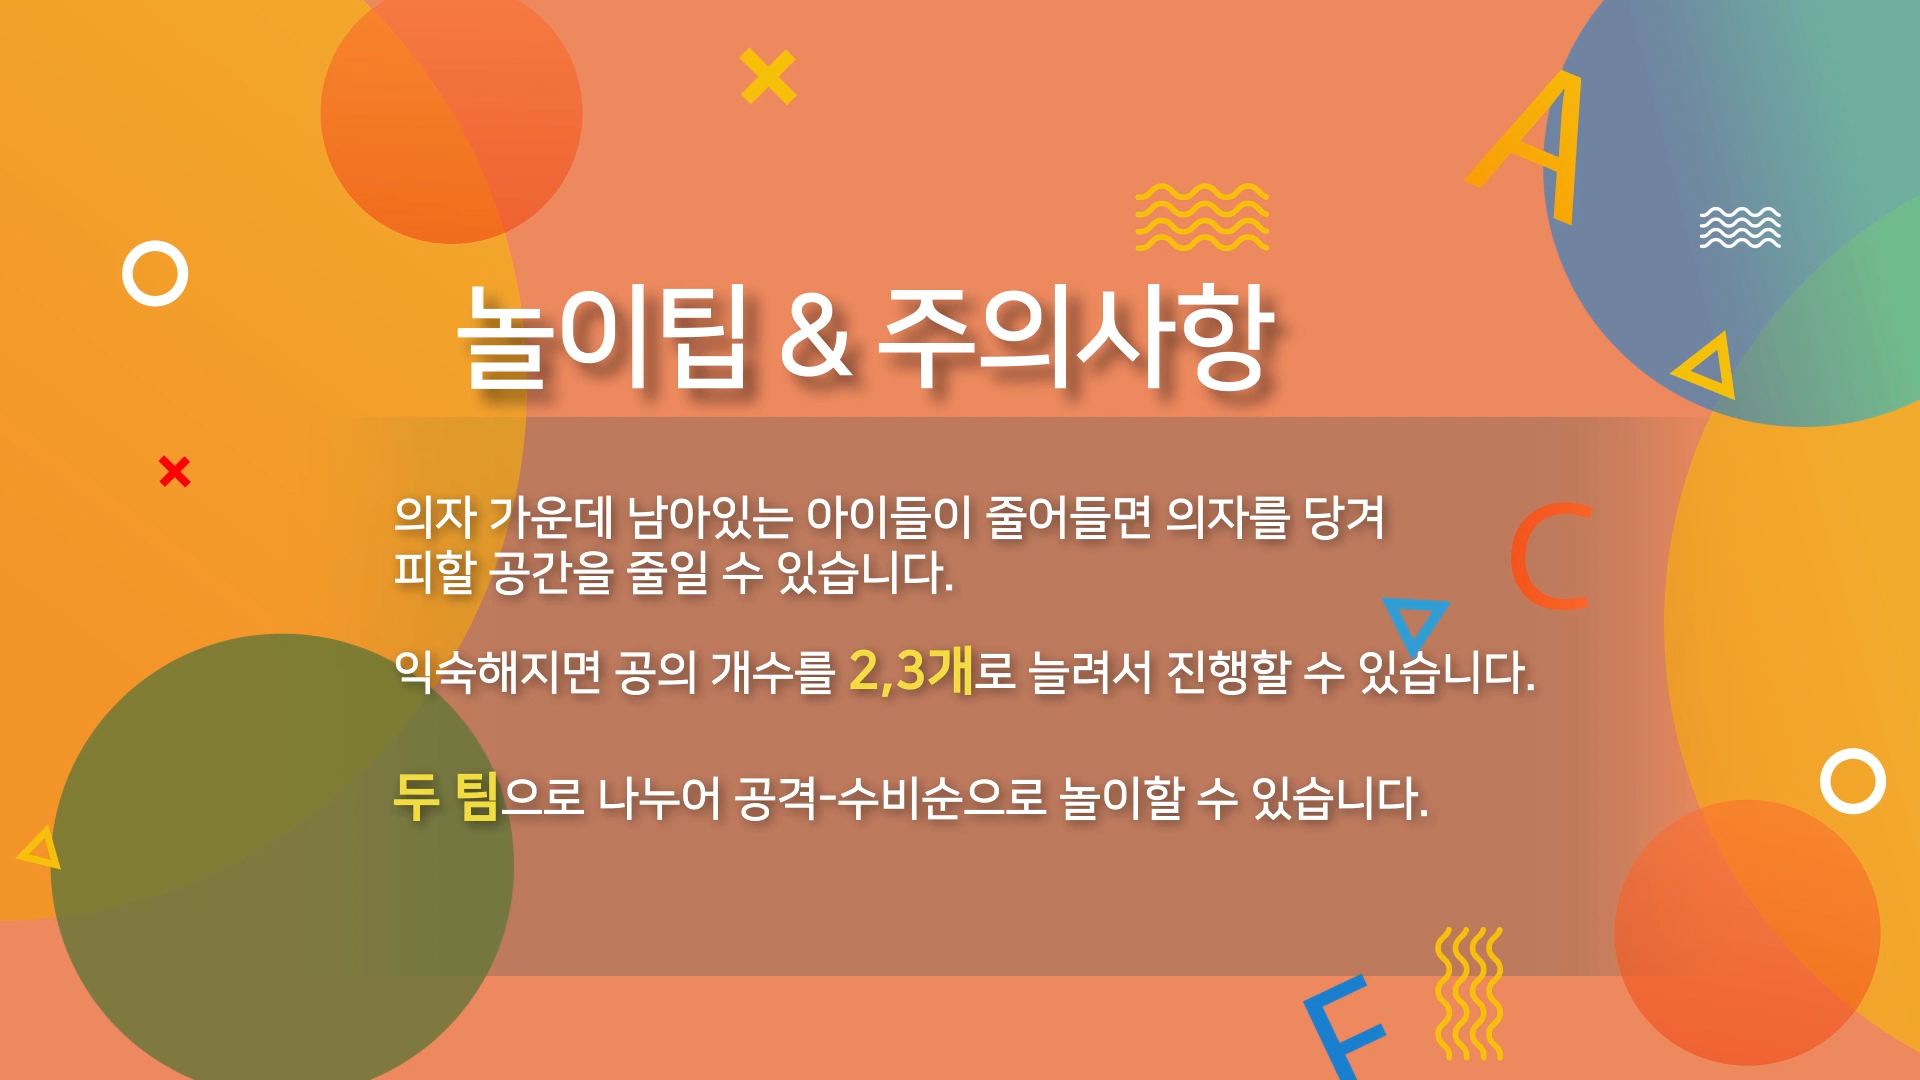 A
놀이팁 & 주의사항
의자 가운데 남아있는 아이들이 줄어들면 의자를 당겨
피할 공간을 줄일 수 있습니다.
C
익숙해지면 공의 개수를 2,3개로 늘려서 진행할 수 있습니다.
두 팀으로 나누어 공격-수비순으로 놀이할 수 있습니다.
F